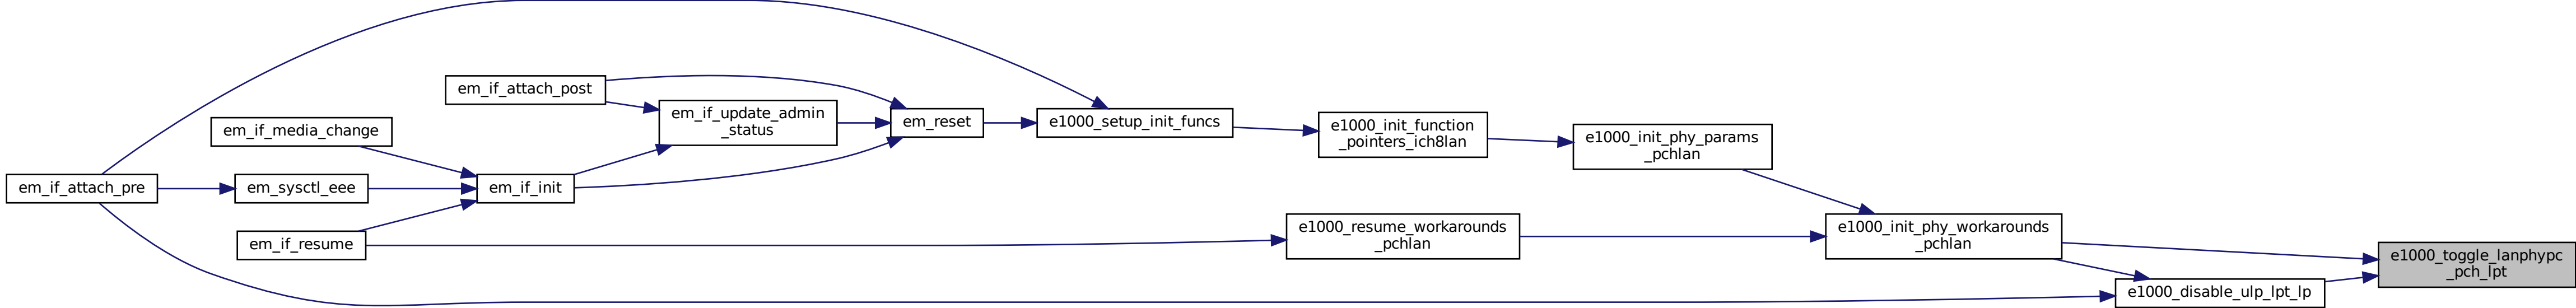 em_if_attach_pre
em_if_media_change
em_sysctl_eee
em_if_resume
em_if_attach_post
em_if_init
em_if_update_admin
_status
em_reset
e1000_setup_init_funcs
e1000_init_function
_pointers_ich8lan
e1000_resume_workarounds
_pchlan
e1000_init_phy_params
_pchlan
e1000_init_phy_workarounds
_pchlan
e1000_disable_ulp_lpt_lp
e1000_toggle_lanphypc
_pch_lpt